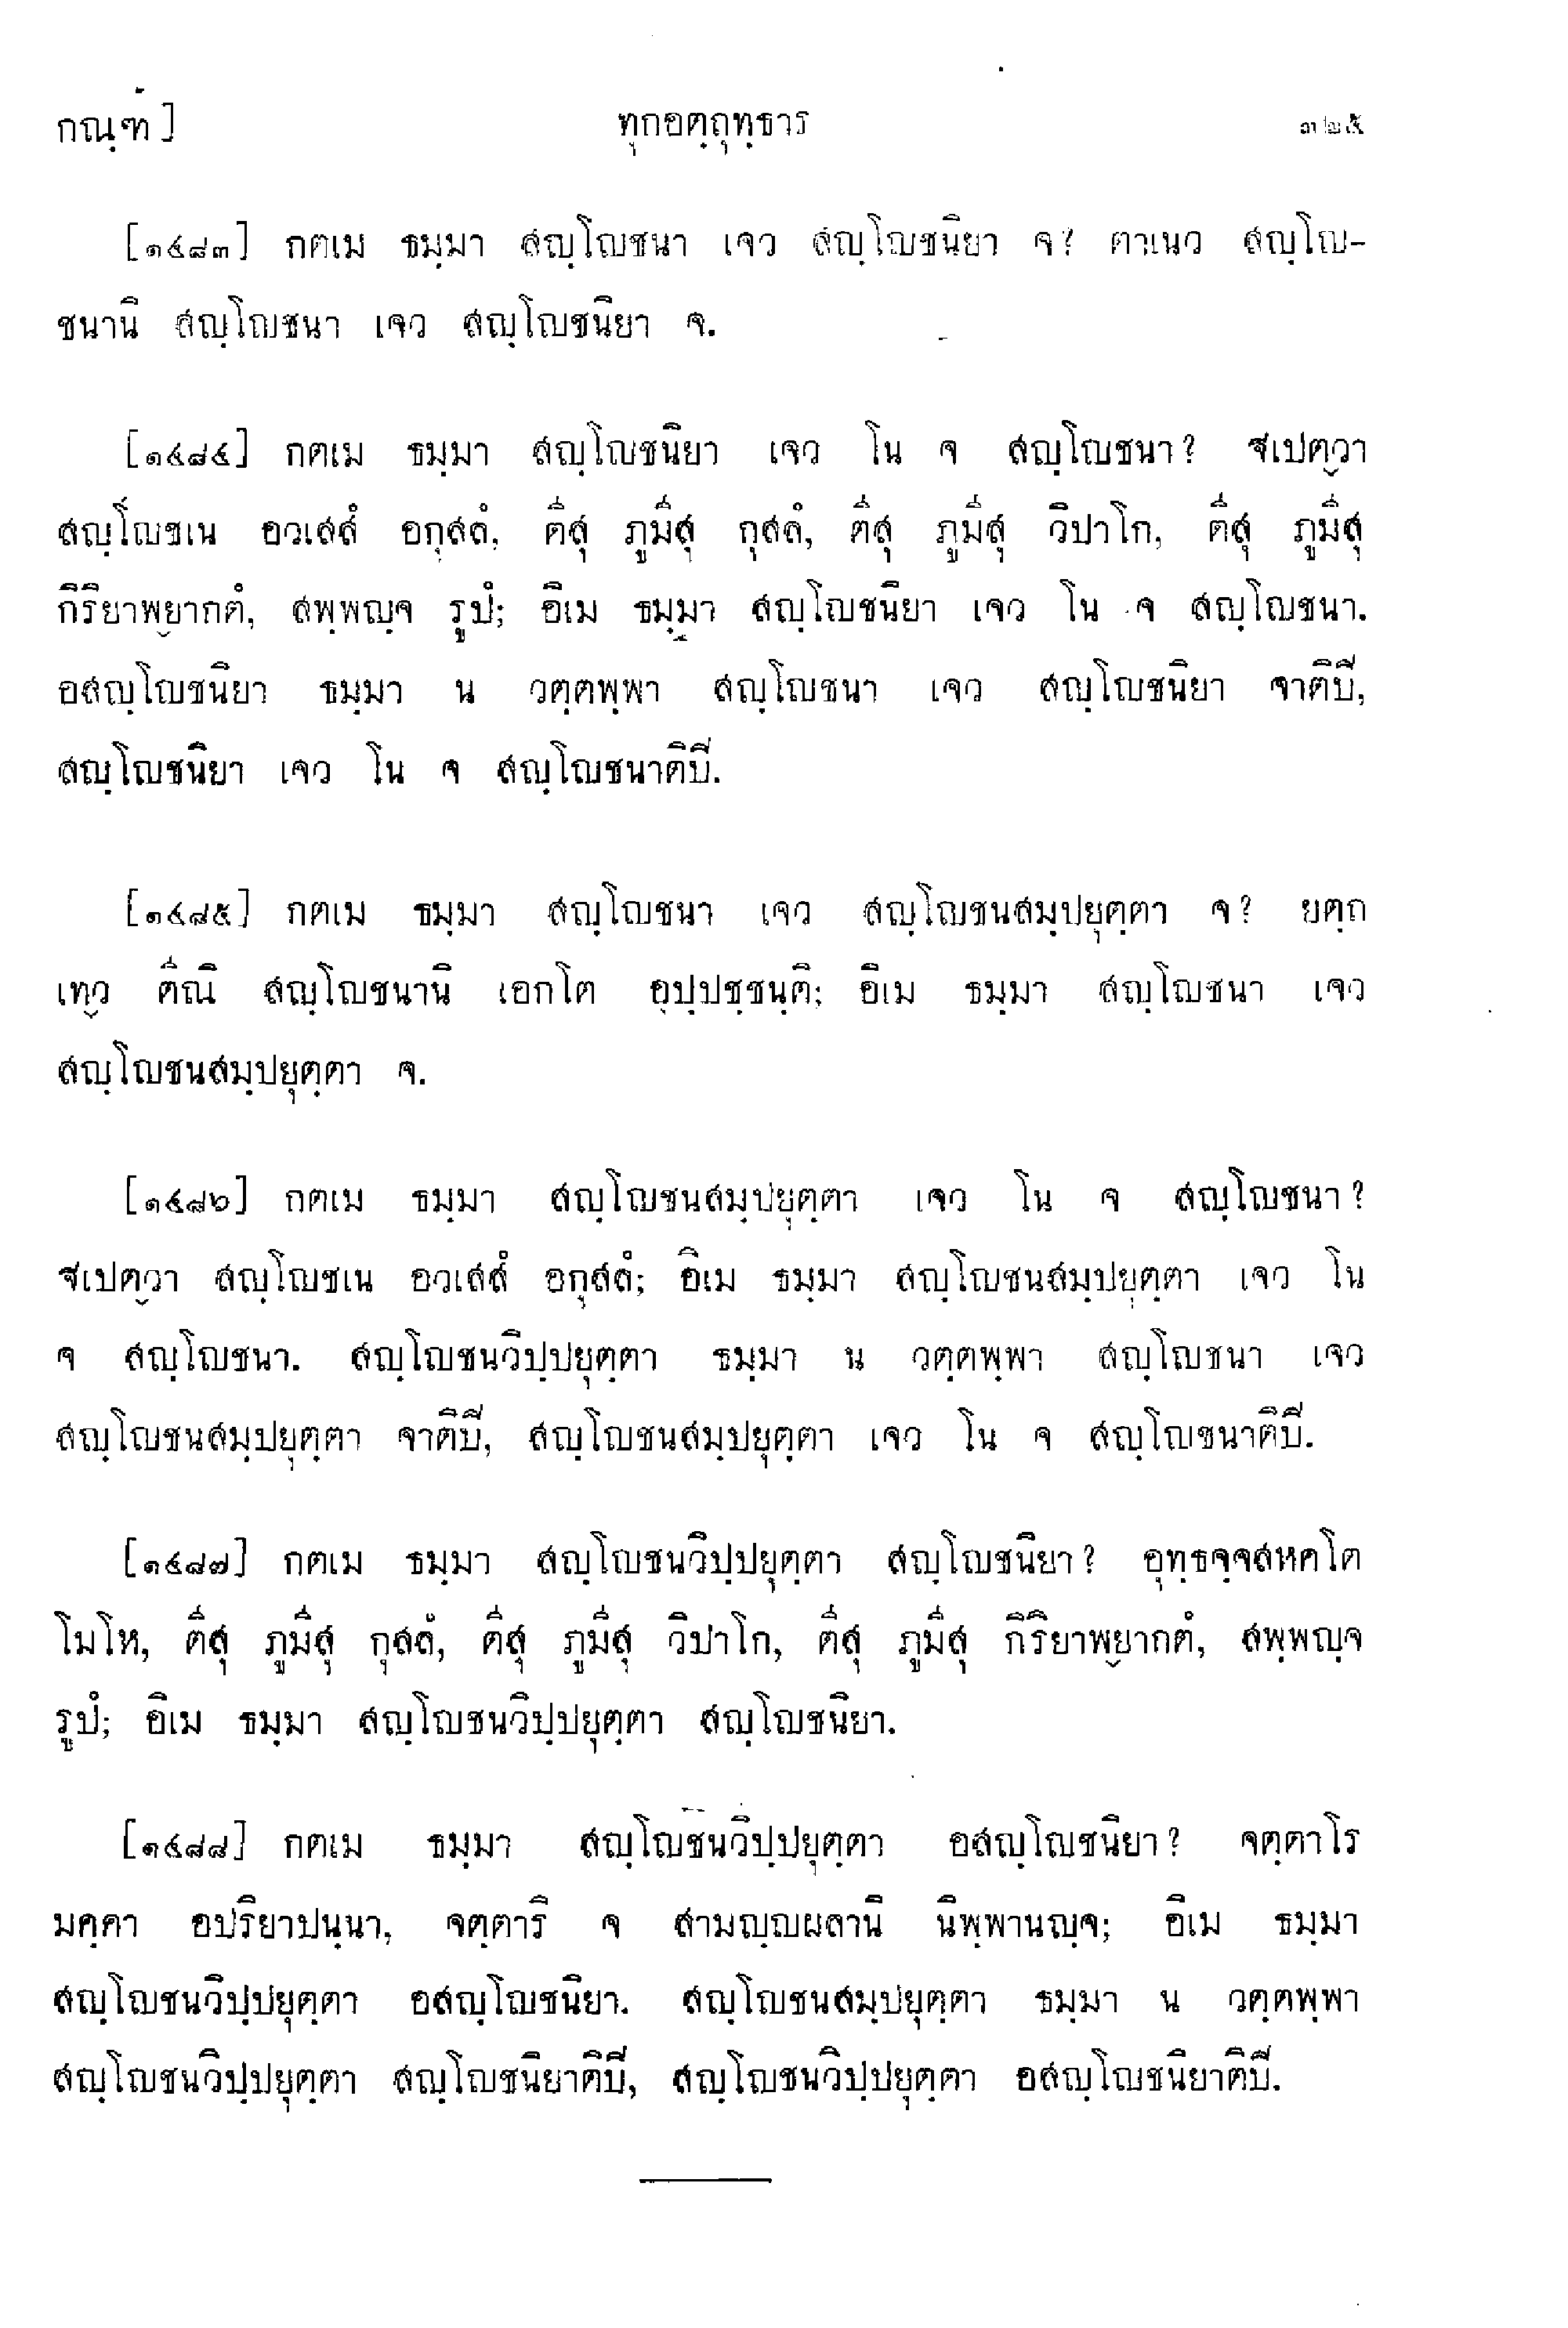 กณฺฑํ] ทุกอตฺถุทฺธาร ๓๒๕
[๑๔๘๓] กตเม ธมฺมา สญฺโญชนา เจว สญฺโญชนิยา จ? ตาเนว สญฺโญ-
ชนานิ สญฺโญชนา เจว สญฺโญชนิยา จ.
[๑๔๘๔] กตเม ธมฺมา สญฺโญชนิยา เจว โน จ สญฺโญชนา? ฐเปตฺวา
สญฺโญชเน อวเสสํ อกุสลํ, ตีสุ ภูมีสุ กุสลํ, ตีสุ ภูมีสุ วิปาโก, ตีสุ ภูมีสุ
กิริยาพฺยากตํ, สพฺพญฺจ รูปํ; อิเม ธมฺมา สญฺโญชนิยา เจว โน จ สญฺโญชนา.
อสญฺโญชนิยา ธมฺมา น วตฺตพฺพา สญฺโญชนา เจว สญฺโญชนิยา จาติปิ,
สญฺโญชนิยา เจว โน จ สญฺโญชนาติปิ.
[๑๔๘๕] กตเม ธมฺมา สญฺโญชนา เจว สญฺโญชนสมฺปยุตฺตา จ? ยตฺถ
เทฺว ตีณิ สญฺโญชนานิ เอกโต อุปฺปชฺชนฺติ; อิเม ธมฺมา สญฺโญชนา เจว
สญฺโญชนสมฺปยุตฺตา จ.
[๑๔๘๖] กตเม ธมฺมา สญฺโญชนสมฺปยุตฺตา เจว โน จ สญฺโญชนา?
ฐเปตฺวา สญฺโญชเน อวเสสํ อกุสลํ; อิเม ธมฺมา สญฺโญชนสมฺปยุตฺตา เจว โน
จ สญฺโญชนา. สญฺโญชนวิปฺปยุตฺตา ธมฺมา น วตฺตพฺพา สญฺโญชนา เจว
สญฺโญชนสมฺปยุตฺตา จาติปิ, สญฺโญชนสมฺปยุตฺตา เจว โน จ สญฺโญชนาติปิ.
[๑๔๘๗] กตเม ธมฺมา สญฺโญชนวิปฺปยุตฺตา สญฺโญชนิยา? อุทฺธจฺจสหคโต
โมโห, ตีสุ ภูมีสุ กุสลํ, ตีสุ ภูมีสุ วิปาโก, ตีสุ ภูมีสุ กิริยาพฺยากตํ, สพฺพญฺจ
รูปํ; อิเม ธมฺมา สญฺโญชนวิปฺปยุตฺตา สญฺโญชนิยา.
[๑๔๘๘] กตเม ธมฺมา สญฺโญชนวิปฺปยุตฺตา อสญฺโญชนิยา? จตฺตาโร
มคฺคา อปริยาปนฺนา, จตฺตาริ จ สามญฺญผลานิ นิพฺพานญฺจ; อิเม ธมฺมา
สญฺโญชนวิปฺปยุตฺตา อสญฺโญชนิยา. สญฺโญชนสมฺปยุตฺตา ธมฺมา น วตฺตพฺพา
สญฺโญชนวิปฺปยุตฺตา สญฺโญชนิยาติปิ, สญฺโญชนวิปฺปยุตฺตา อสญฺโญชนิยาติปิ.